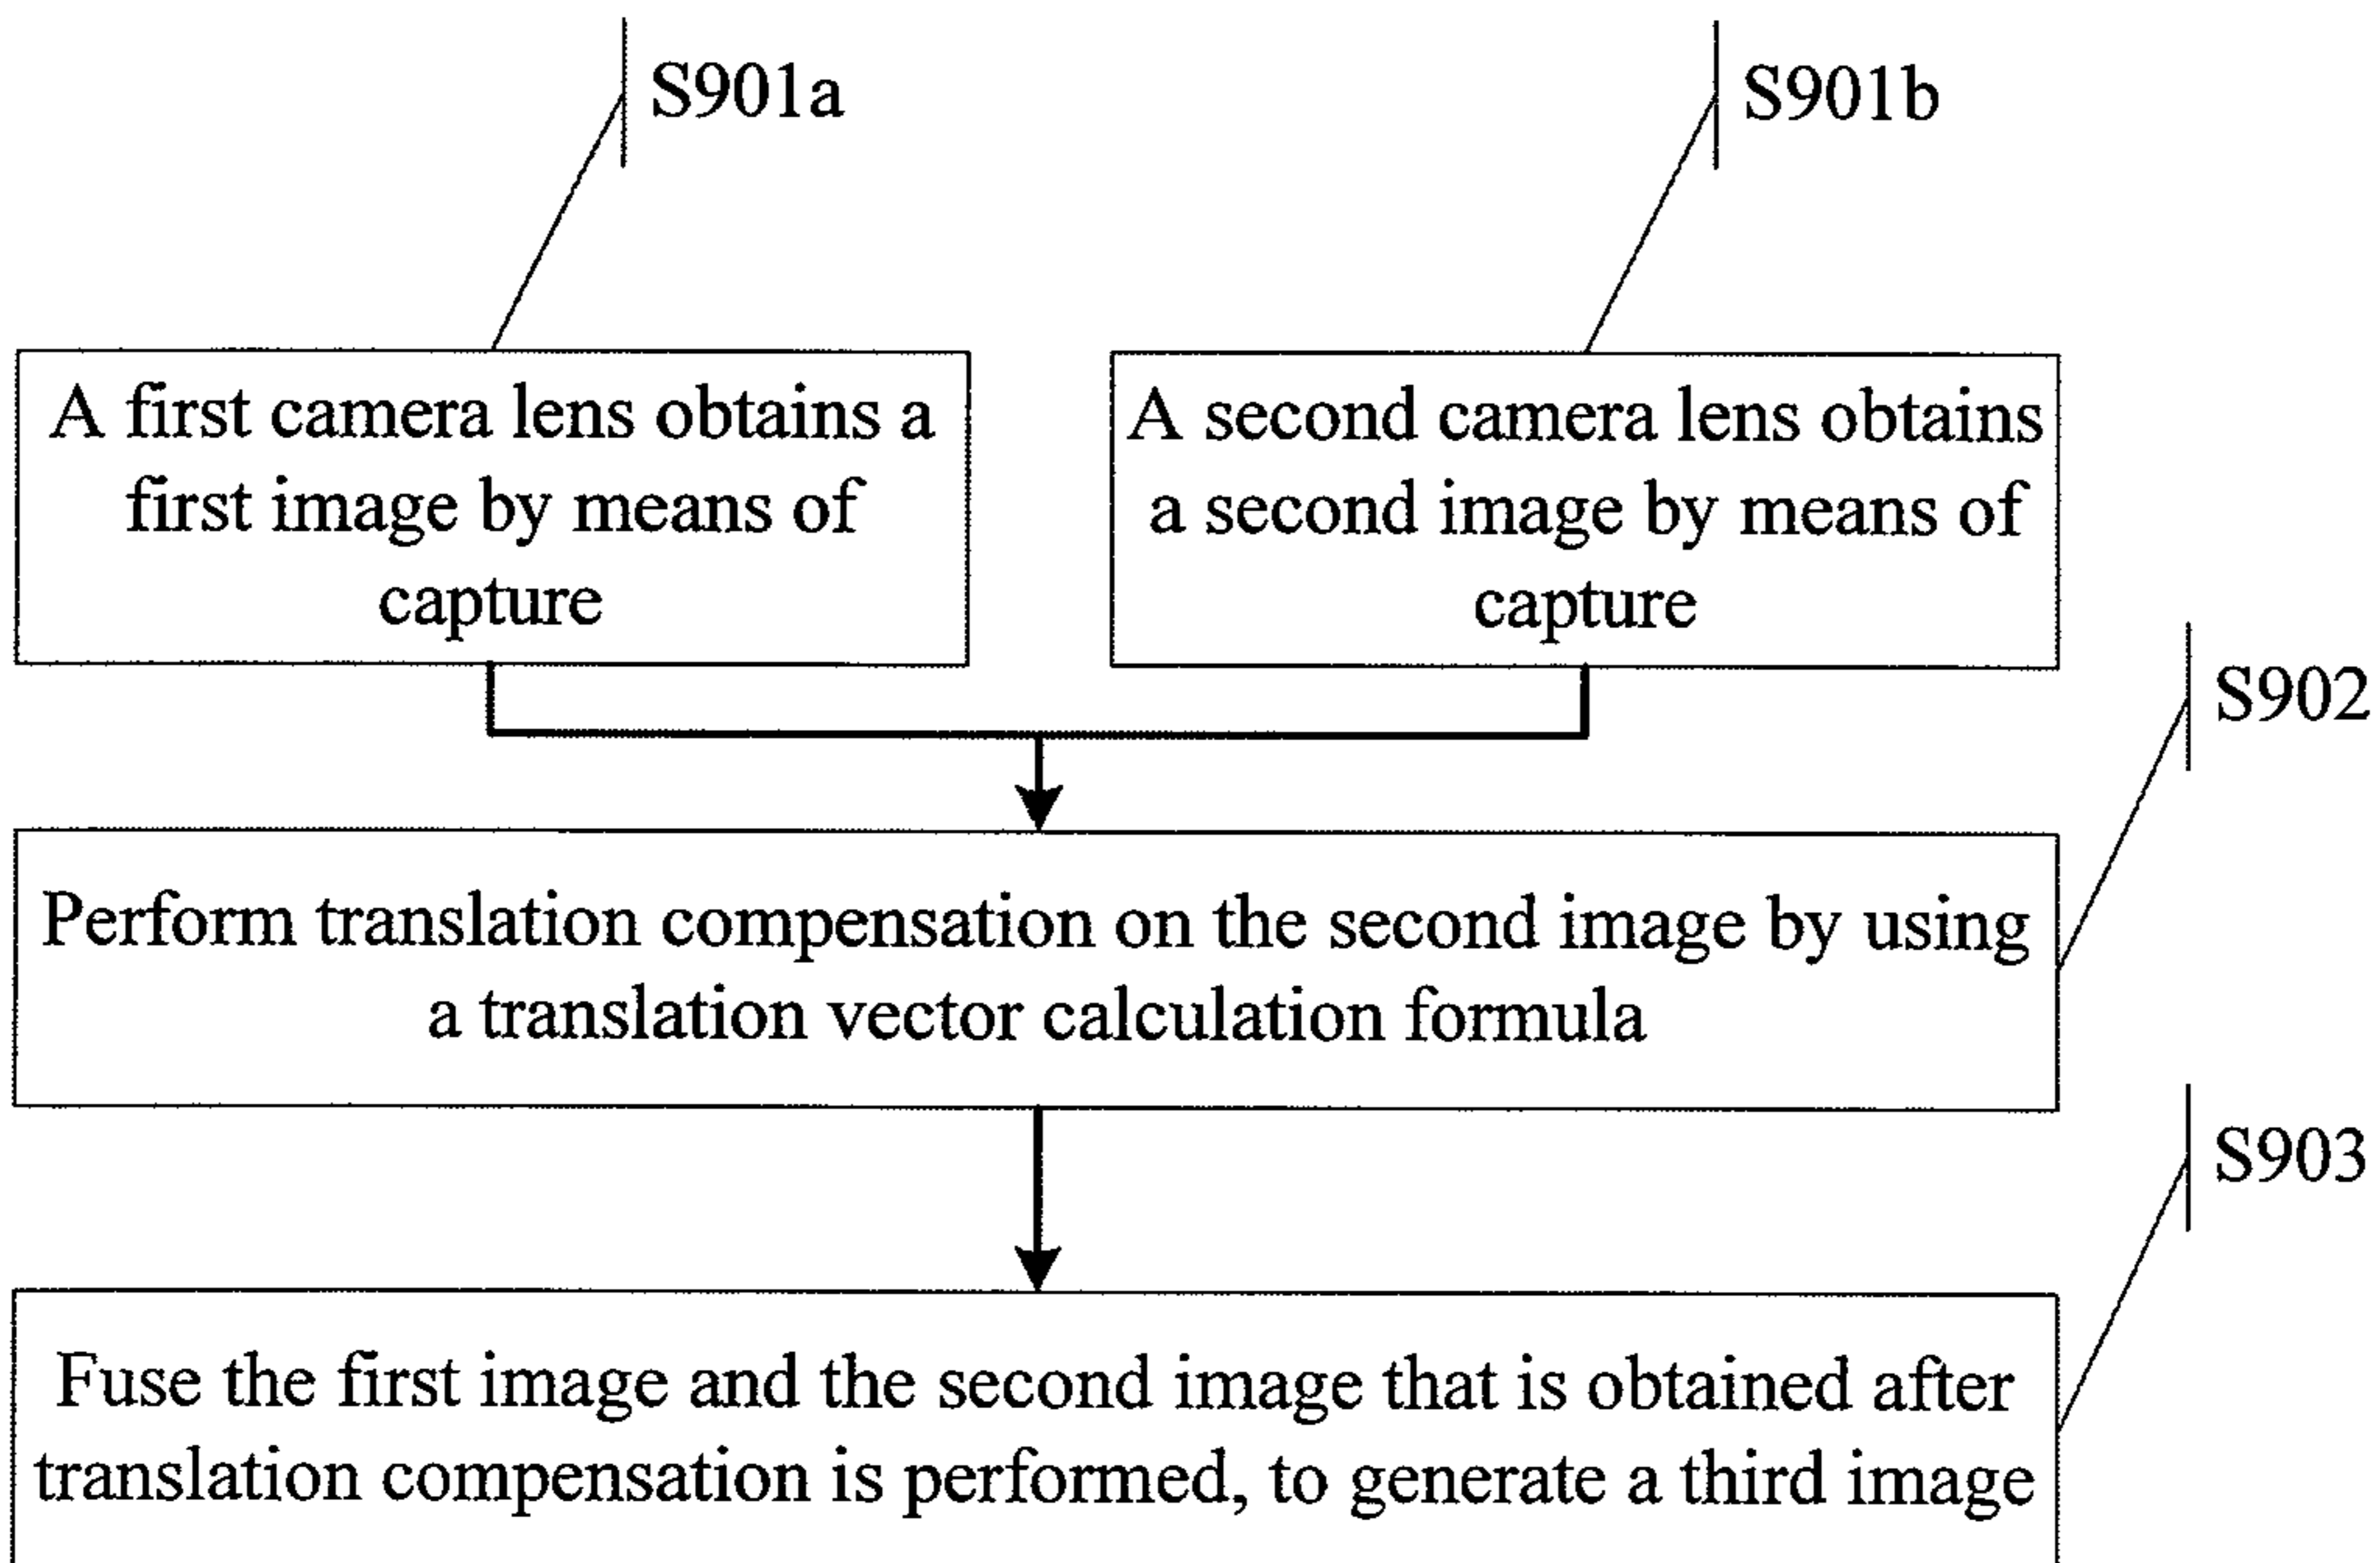 S901a
S901b
A first camera lens obtains a
first image by means of
capture
A second camera lens obtains
a second image by means of
capture
S902
Perform translation compensation on the second image by using
a translation vector calculation formula
S903
Fuse the first image and the second image that is obtained after
translation compensation is performed, to generate a third image